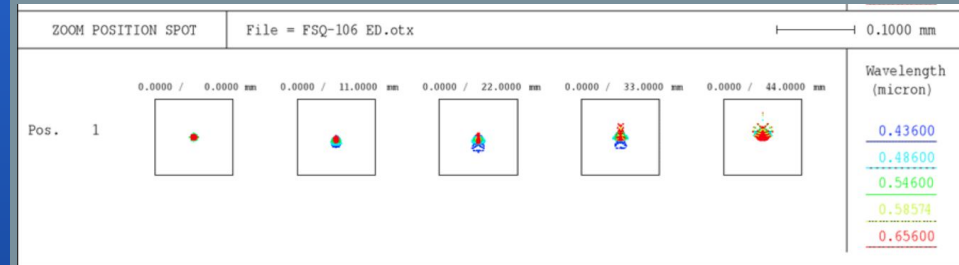 ZOOM POSITION SPOT File = FSQ-106 ED.otx 0.1000 mm
Wavelength
(micron)
0.0000 / 0.0000 mm 0.0000 / 11.0000 mm 0.0000 / 22.0000 mm 0.0000 / 33.0000 mm 0.0000 / 44.0000 mm
Pos. 1
0.43600
0.48600
0.54600
0.58574
0.65600